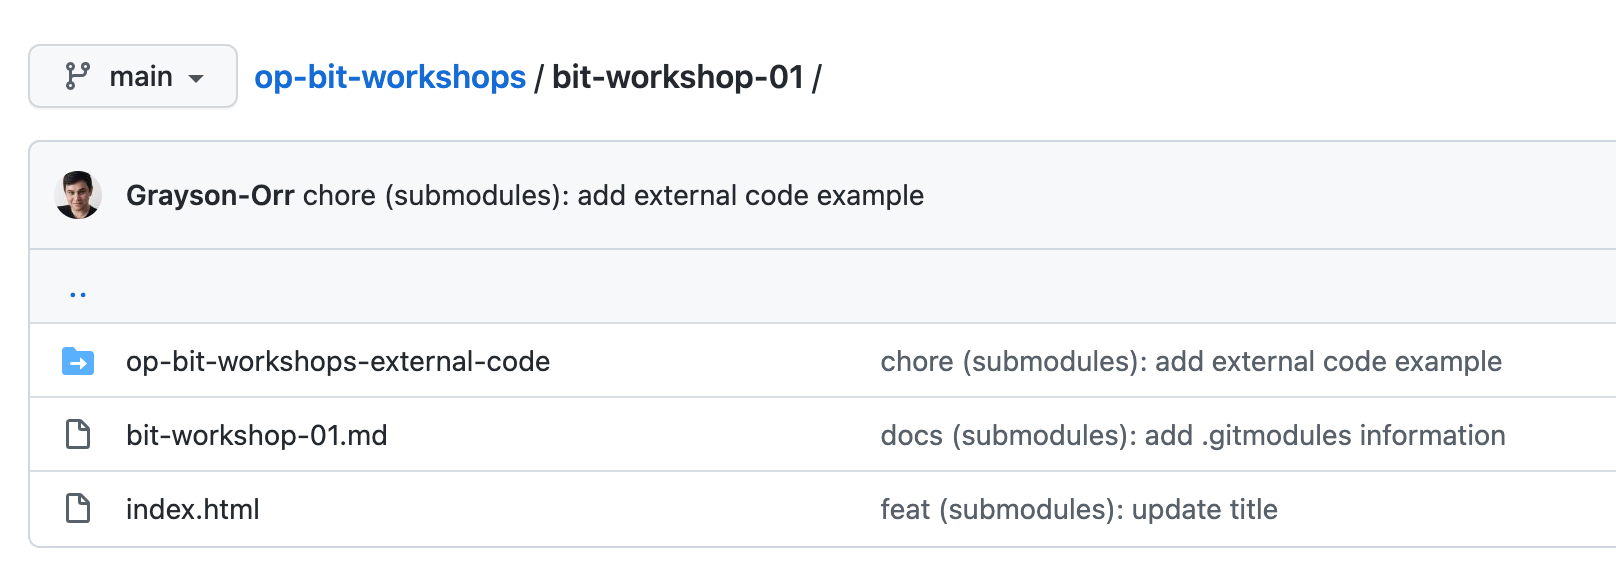 main op-bit-workshops / bit-workshop-01 /
Grayson-Orr chore (submodules): add external code example
..
op-bit-workshops-external-code chore (submodules): add external code example
bit-workshop-01.md docs (submodules): add .gitmodules information
index.html feat (submodules): update title